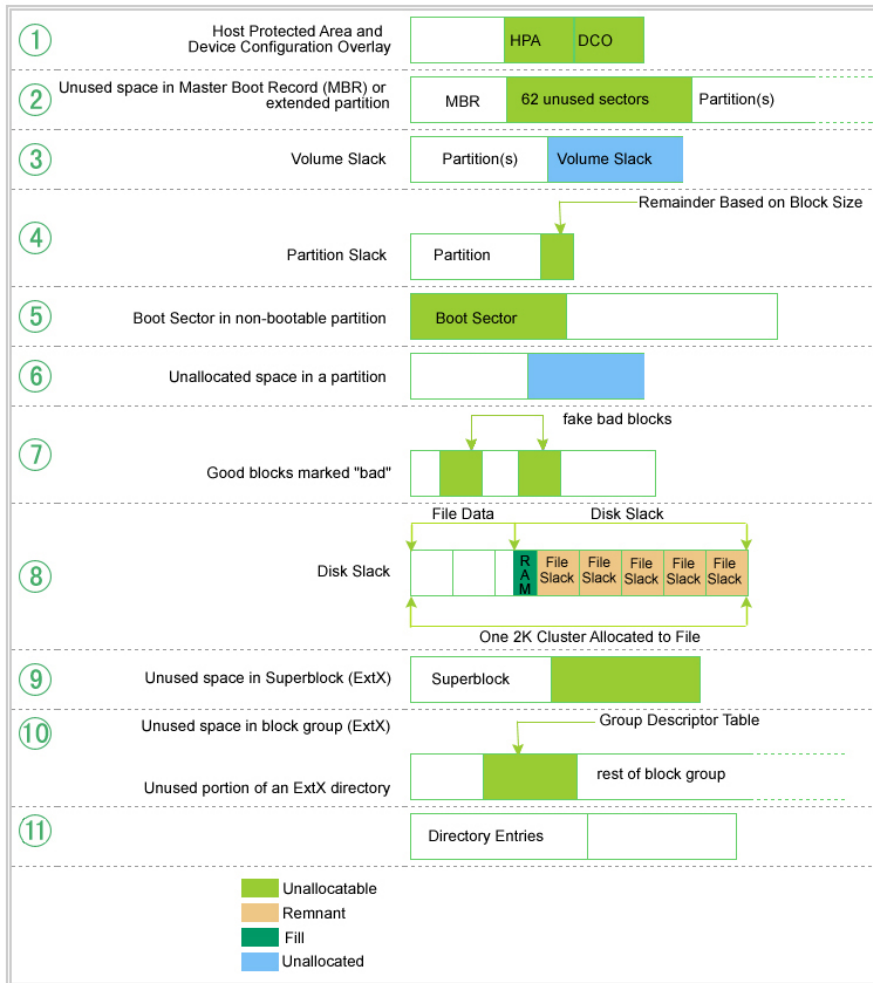 ①
Host Protected Area and
Device Configuration Overlay
HPA
DCO
②
Unused space in Master Boot Record (MBR) or
extended partition
MBR
62 unused sectors
Partition(s)
③
Volume Slack
Partition(s)
Volume Slack
④
Remainder Based on Block Size
Partition Slack
Partition
⑤
Boot Sector in non-bootable partition
Boot Sector
⑥
Unallocated space in a partition
⑦
fake bad blocks
Good blocks marked "bad"
⑧
File Data
Disk Slack
Disk Slack
RAM
File
Slack
File
Slack
File
Slack
File
Slack
File
Slack
One 2K Cluster Allocated to File
⑨
Unused space in Superblock (ExtX)
Superblock
⑩
Unused space in block group (ExtX)
Group Descriptor Table
rest of block group
Unused portion of an ExtX directory
⑪
Directory Entries
Unallocatable
Remnant
Fill
Unallocated